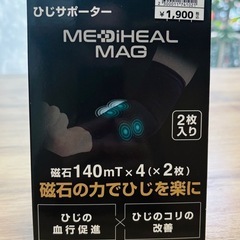 ひじサポーター
¥1,900
MEDiHEAL
MAG
2枚
入り
磁石140mT×4(×2枚)
磁石の力でひじを楽に
ひじの
血行促進
×
ひじのコリの
改善